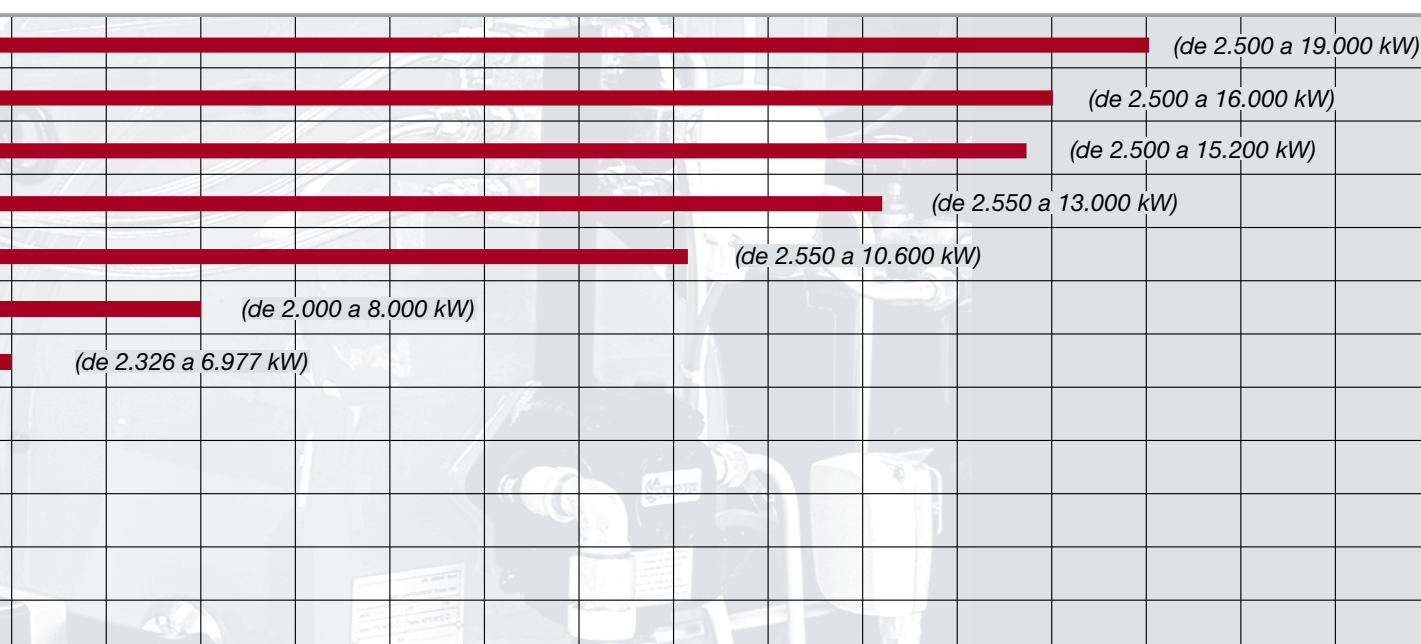 (de 2.500 a 19.000 kW)
(de 2.500 a 16.000 kW)
(de 2.500 a 15.200 kW)
(de 2.550 a 13.000 kW)
(de 2.550 a 10.600 kW)
(de 2.000 a 8.000 kW)
(de 2.326 a 6.977 kW)